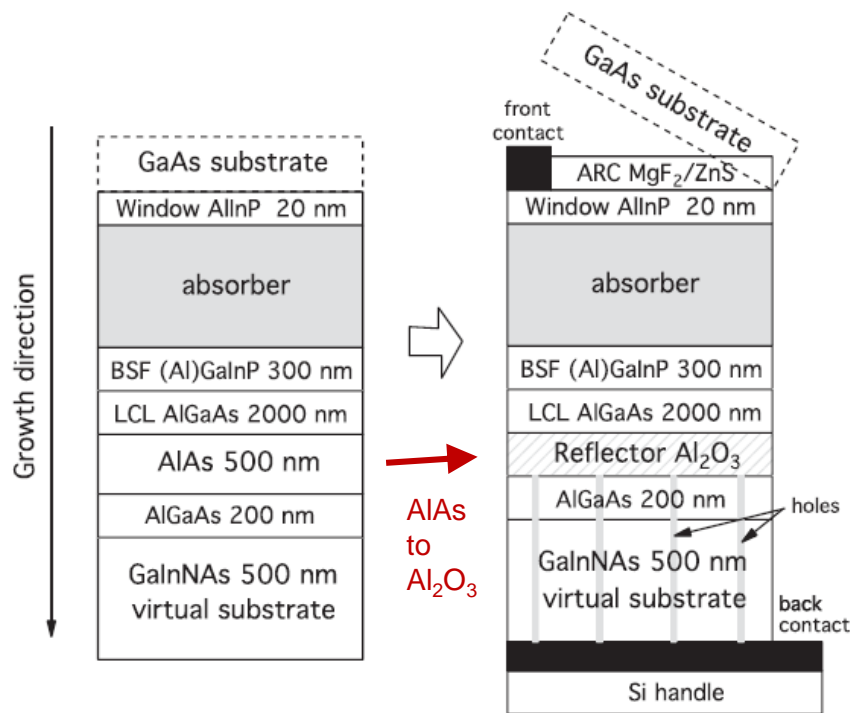 Growth direction
GaAs substrate
Window AlInP 20 nm
absorber
BSF (Al)GaInP 300 nm
LCL AlGaAs 2000 nm
AlAs 500 nm
AlGaAs 200 nm
GaInNAs 500 nm
virtual substrate
AlAs
to
Al₂O₃
GaAs substrate
front
contact
ARC MgF₂/ZnS
Window AlInP 20 nm
absorber
BSF (Al)GaInP 300 nm
LCL AlGaAs 2000 nm
Reflector Al₂O₃
AlGaAs 200 nm
holes
GaInNAs 500 nm
virtual substrate
back
contact
Si handle